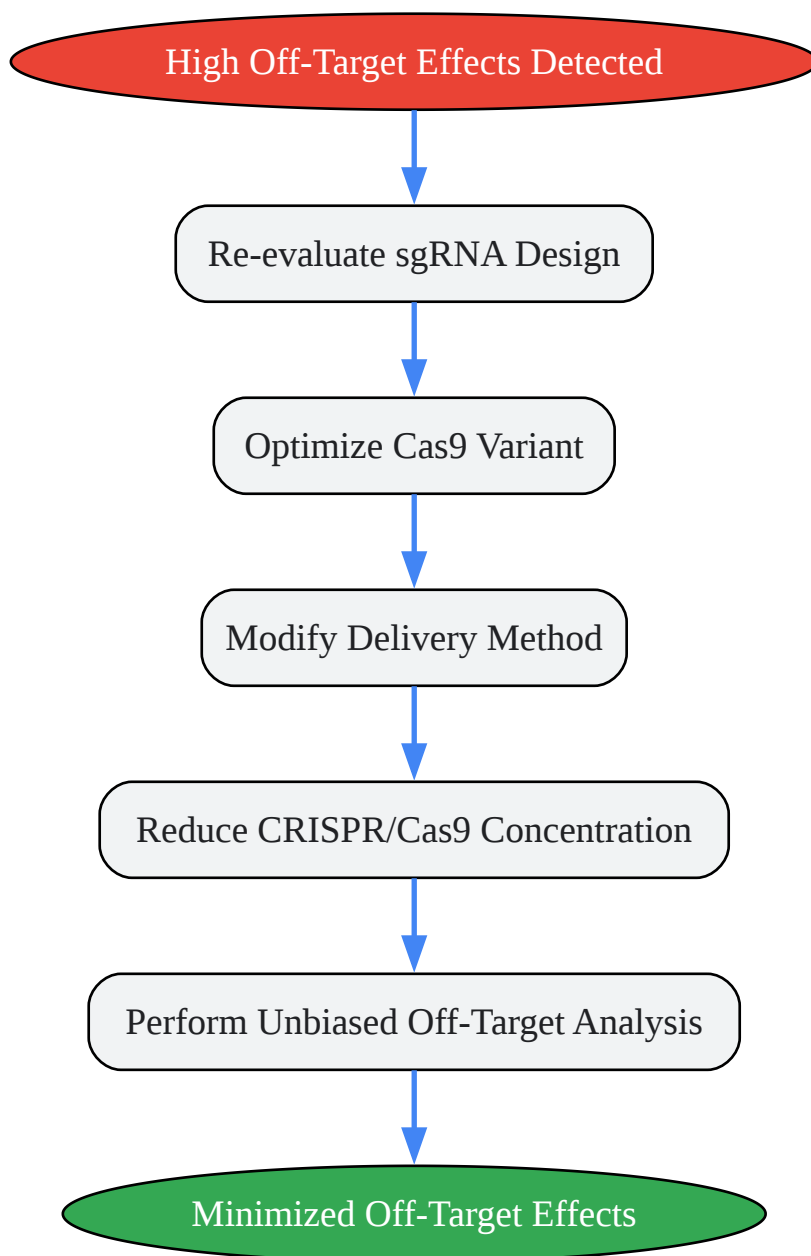 High Off-Target Effects Detected
Re-evaluate sgRNA Design
Optimize Cas9 Variant
Modify Delivery Method
Reduce CRISPR/Cas9 Concentration
Perform Unbiased Off-Target Analysis
Minimized Off-Target Effects